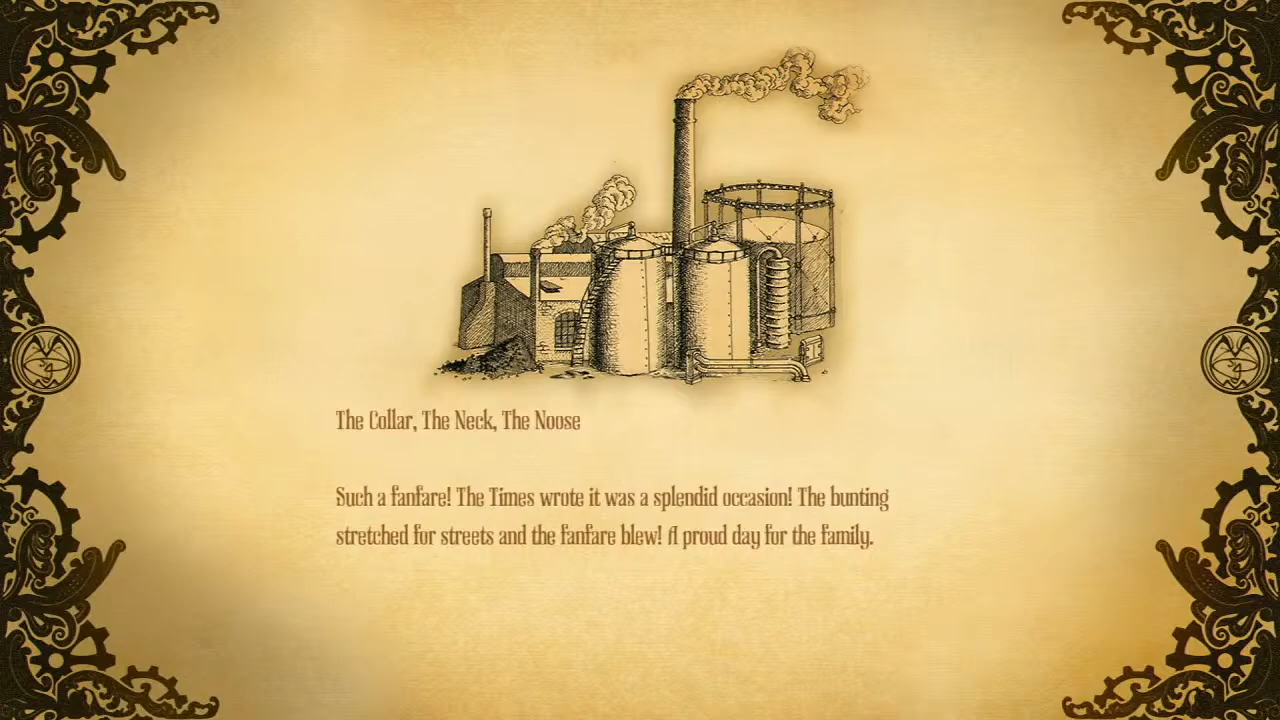 The Collar, The Neck, The Noose
Such a fanfare! The Times wrote it was a splendid occasion! The bunting
stretched for streets and the fanfare blew! A proud day for the family.